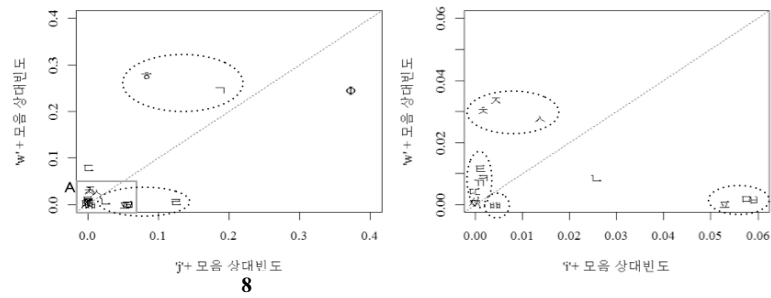 'w'+ 모음 상대빈도
0.4
0.3
0.2
0.1
0.0
ㅎ
ㄱ
Φ
ㄷ
A
ㄹ
0.0 0.1 0.2 0.3 0.4
'j'+ 모음 상대빈도
8
'w'+ 모음 상대빈도
0.06
0.04
0.02
0.00
ㅈ
ㅊ
ㅅ
ㄴ
0.00 0.01 0.02 0.03 0.04 0.05 0.06
'i'+ 모음 상대빈도